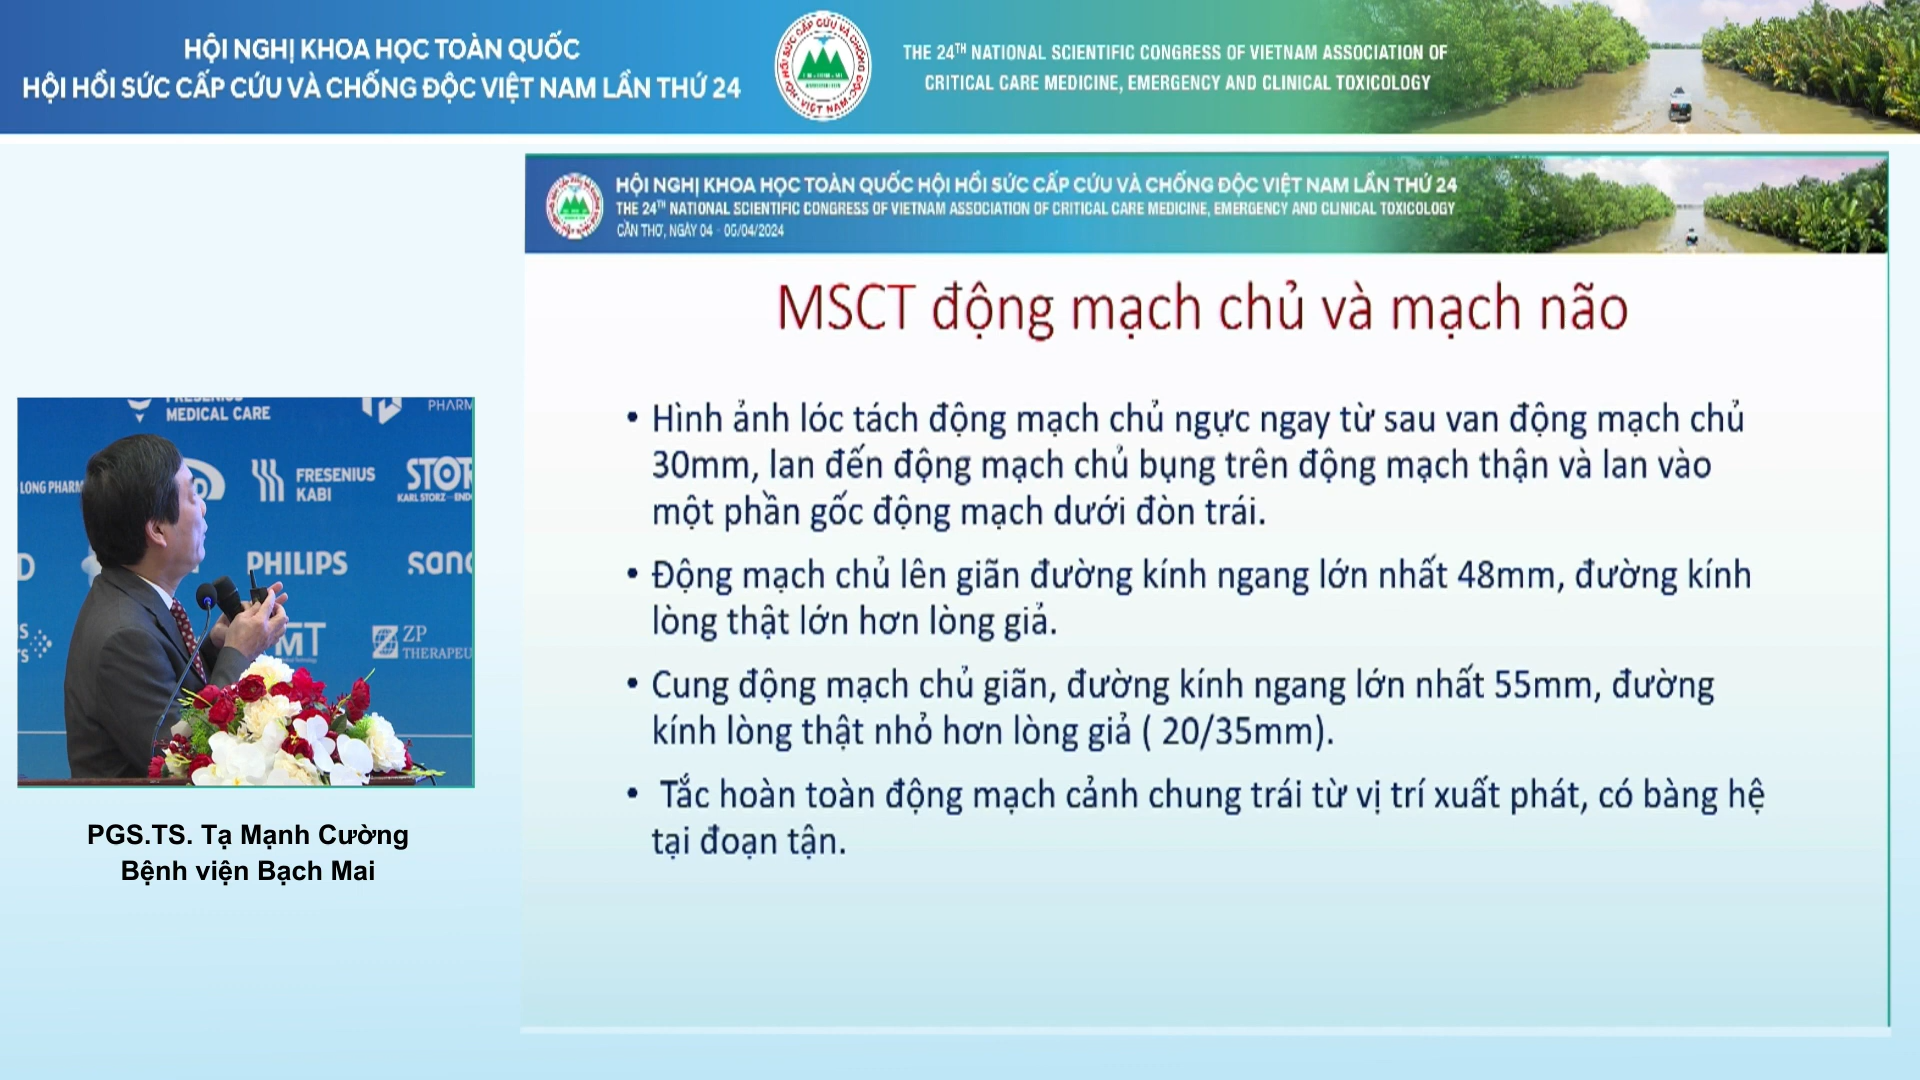 HỘI NGHỊ KHOA HỌC TOÀN QUỐC
HỘI HỒI SỨC CẤP CỨU VÀ CHỐNG ĐỘC VIỆT NAM LẦN THỨ 24
THE 24TH NATIONAL SCIENTIFIC CONGRESS OF VIETNAM ASSOCIATION OF
CRITICAL CARE MEDICINE, EMERGENCY AND CLINICAL TOXICOLOGY
HỘI NGHỊ KHOA HỌC TOÀN QUỐC HỘI HỒI SỨC CẤP CỨU VÀ CHỐNG ĐỘC VIỆT NAM LẦN THỨ 24
THE 24TH NATIONAL SCIENTIFIC CONGRESS OF VIETNAM ASSOCIATION OF CRITICAL CARE MEDICINE, EMERGENCY AND CLINICAL TOXICOLOGY
CẦN THƠ, NGÀY 04 - 06/04/2024
MSCT động mạch chủ và mạch não
• Hình ảnh lóc tách động mạch chủ ngực ngay từ sau van động mạch chủ
30mm, lan đến động mạch chủ bụng trên động mạch thận và lan vào
một phần gốc động mạch dưới đòn trái.
• Động mạch chủ lên giãn đường kính ngang lớn nhất 48mm, đường kính
lòng thật lớn hơn lòng giả.
• Cung động mạch chủ giãn, đường kính ngang lớn nhất 55mm, đường
kính lòng thật nhỏ hơn lòng giả ( 20/35mm).
• Tắc hoàn toàn động mạch cảnh chung trái từ vị trí xuất phát, có bàng hệ
tại đoạn tận.
FRESENIUS
MEDICAL CARE
PHARM
LONG PHARM
FRESENIUS
KABI
STOR
KARL STORZ—ENDO
PHILIPS
sano
MT
ZP
THERAPEU
PGS.TS. Tạ Mạnh Cường
Bệnh viện Bạch Mai